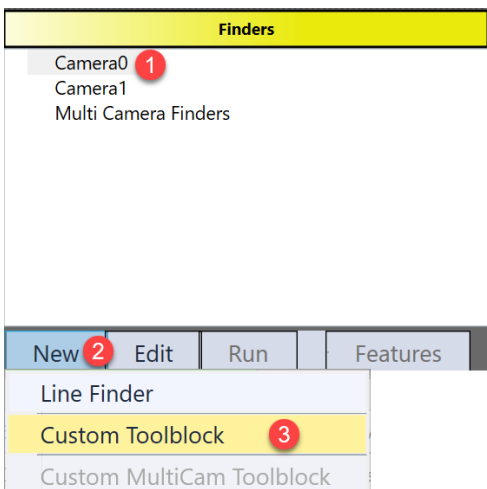 Finders
Camera0 1
Camera1
Multi Camera Finders
New 2 Edit Run Features
Line Finder
Custom Toolblock 3
Custom MultiCam Toolblock